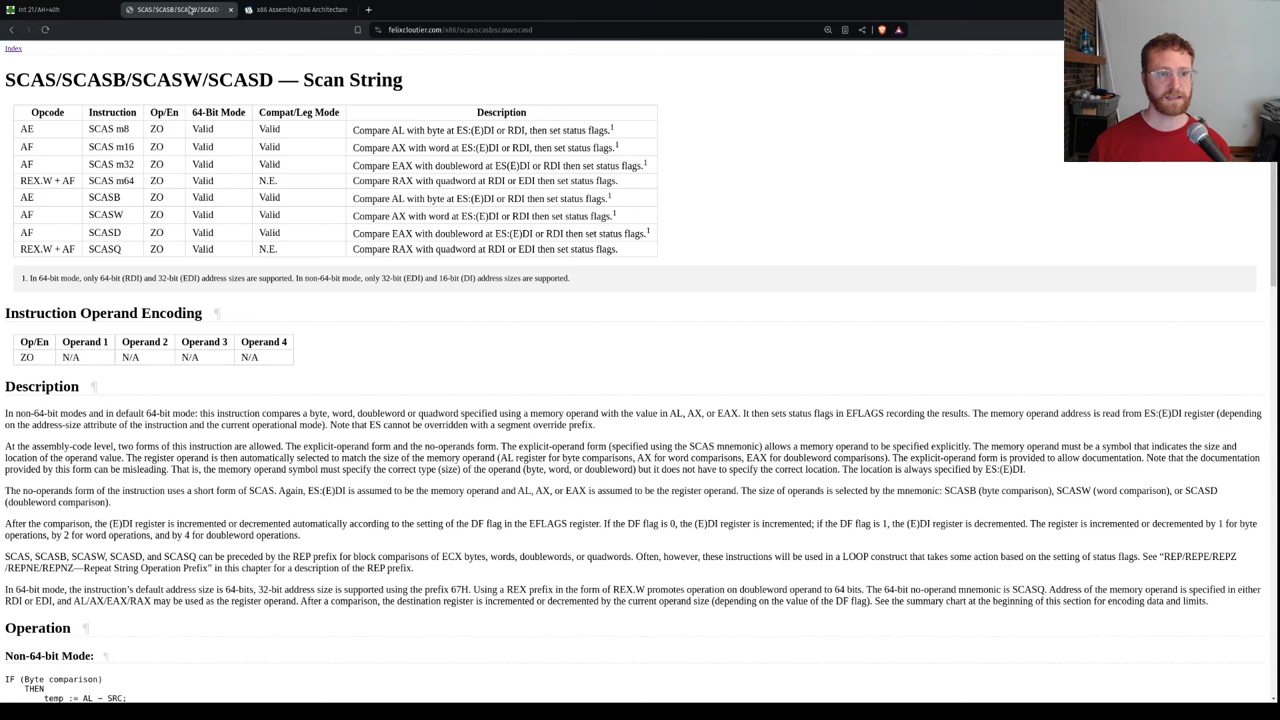 Int 21/AH=40h
SCAS/SCASB/SCASW/SCASD
x86 Assembly/X86 Architecture
felixcloutier.com/x86/scas:scasb:scasw:scasd
Index
SCAS/SCASB/SCASW/SCASD — Scan String
Opcode Instruction Op/En 64-Bit Mode Compat/Leg Mode Description
AE SCAS m8 ZO Valid Valid Compare AL with byte at ES:(E)DI or RDI, then set status flags.1
AF SCAS m16 ZO Valid Valid Compare AX with word at ES:(E)DI or RDI, then set status flags.1
AF SCAS m32 ZO Valid Valid Compare EAX with doubleword at ES(E)DI or RDI then set status flags.1
REX.W + AF SCAS m64 ZO Valid N.E. Compare RAX with quadword at RDI or EDI then set status flags.
AE SCASB ZO Valid Valid Compare AL with byte at ES:(E)DI or RDI then set status flags.1
AF SCASW ZO Valid Valid Compare AX with word at ES:(E)DI or RDI then set status flags.1
AF SCASD ZO Valid Valid Compare EAX with doubleword at ES:(E)DI or RDI then set status flags.1
REX.W + AF SCASQ ZO Valid N.E. Compare RAX with quadword at RDI or EDI then set status flags.
1. In 64-bit mode, only 64-bit (RDI) and 32-bit (EDI) address sizes are supported. In non-64-bit mode, only 32-bit (EDI) and 16-bit (DI) address sizes are supported.
Instruction Operand Encoding ¶
Op/En Operand 1 Operand 2 Operand 3 Operand 4
ZO N/A N/A N/A N/A
Description ¶
In non-64-bit modes and in default 64-bit mode: this instruction compares a byte, word, doubleword or quadword specified using a memory operand with the value in AL, AX, or EAX. It then sets status flags in EFLAGS recording the results. The memory operand address is read from ES:(E)DI register (depending
on the address-size attribute of the instruction and the current operational mode). Note that ES cannot be overridden with a segment override prefix.
At the assembly-code level, two forms of this instruction are allowed. The explicit-operand form and the no-operands form. The explicit-operand form (specified using the SCAS mnemonic) allows a memory operand to be specified explicitly. The memory operand must be a symbol that indicates the size and
location of the operand value. The register operand is then automatically selected to match the size of the memory operand (AL register for byte comparisons, AX for word comparisons, EAX for doubleword comparisons). The explicit-operand form is provided to allow documentation. Note that the documentation
provided by this form can be misleading. That is, the memory operand symbol must specify the correct type (size) of the operand (byte, word, or doubleword) but it does not have to specify the correct location. The location is always specified by ES:(E)DI.
The no-operands form of the instruction uses a short form of SCAS. Again, ES:(E)DI is assumed to be the memory operand and AL, AX, or EAX is assumed to be the register operand. The size of operands is selected by the mnemonic: SCASB (byte comparison), SCASW (word comparison), or SCASD
(doubleword comparison).
After the comparison, the (E)DI register is incremented or decremented automatically according to the setting of the DF flag in the EFLAGS register. If the DF flag is 0, the (E)DI register is incremented; if the DF flag is 1, the (E)DI register is decremented. The register is incremented or decremented by 1 for byte
operations, by 2 for word operations, and by 4 for doubleword operations.
SCAS, SCASB, SCASW, SCASD, and SCASQ can be preceded by the REP prefix for block comparisons of ECX bytes, words, doublewords, or quadwords. Often, however, these instructions will be used in a LOOP construct that takes some action based on the setting of status flags. See “REP/REPE/REPZ
/REPNE/REPNZ—Repeat String Operation Prefix” in this chapter for a description of the REP prefix.
In 64-bit mode, the instruction’s default address size is 64-bits, 32-bit address size is supported using the prefix 67H. Using a REX prefix in the form of REX.W promotes operation on doubleword operand to 64 bits. The 64-bit no-operand mnemonic is SCASQ. Address of the memory operand is specified in either
RDI or EDI, and AL/AX/EAX/RAX may be used as the register operand. After a comparison, the destination register is incremented or decremented by the current operand size (depending on the value of the DF flag). See the summary chart at the beginning of this section for encoding data and limits.
Operation ¶
Non-64-bit Mode: ¶
IF (Byte comparison)
THEN
temp := AL − SRC;